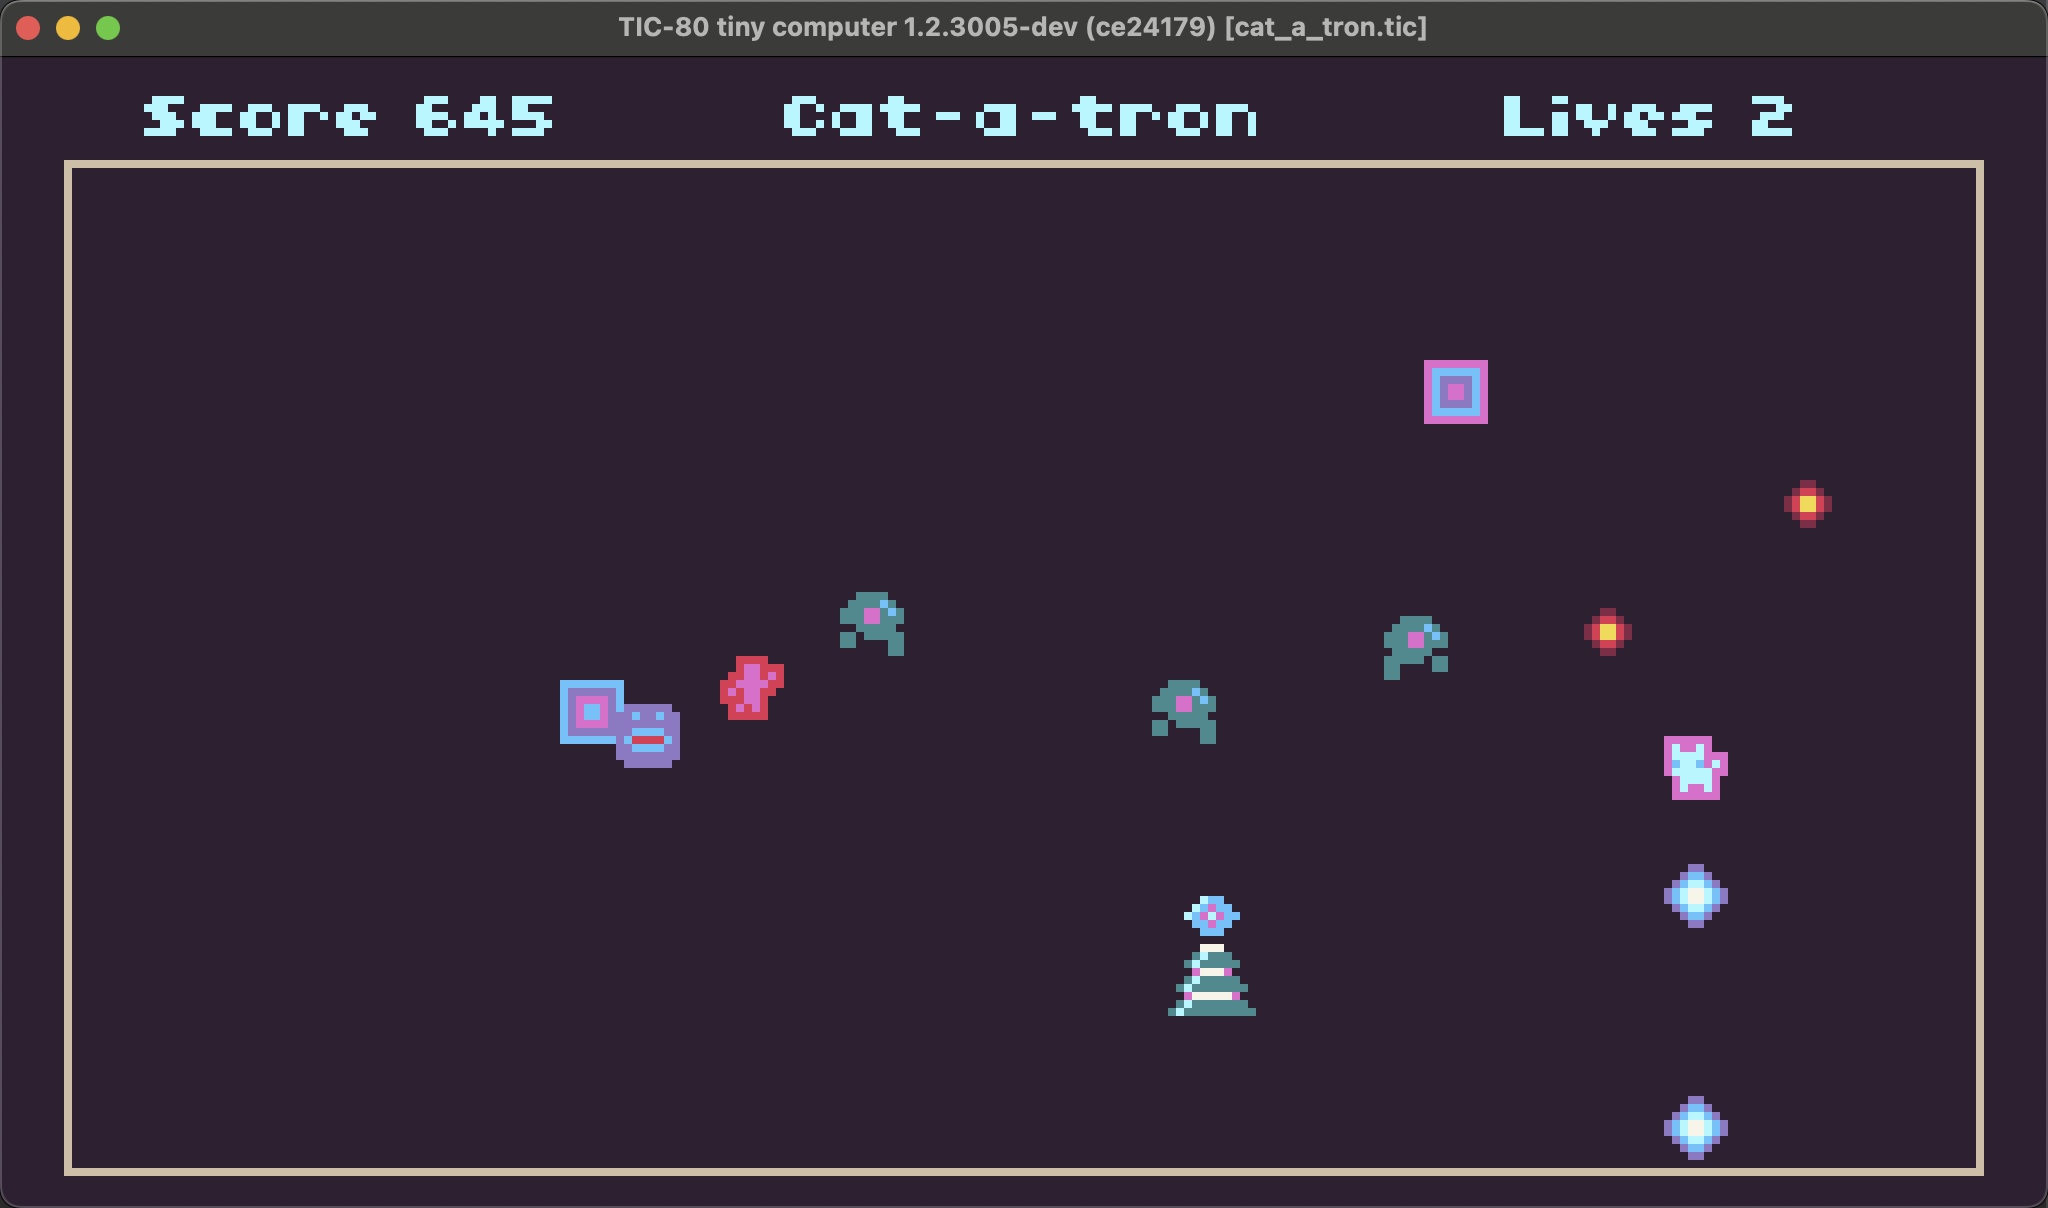 TIC-80 tiny computer 1.2.3005-dev (ce24179) [cat_a_tron.tic]
Score 645 Cat-a-tron Lives 2